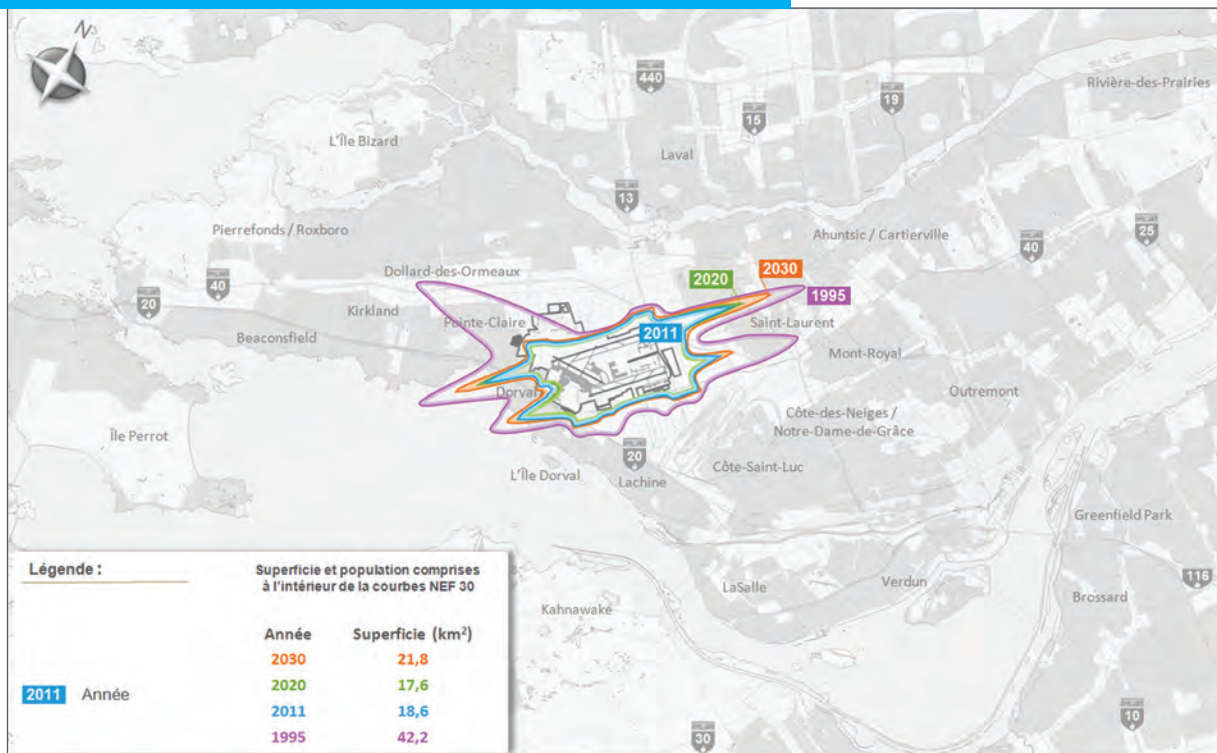 N
440
Rivière-des-Prairies
19
15
L'Île Bizard
Laval
13
Pierrefonds / Roxboro
Ahuntsic / Cartierville
25
40
Dollard-des-Ormeaux
2020
2030
1995
40
20
Kirkland
Pointe-Claire
Saint-Laurent
2011
Beaconsfield
Mont-Royal
Dorval
Outremont
Côte-des-Neiges /
Notre-Dame-de-Grâce
Île Perrot
20
L'Île Dorval
Lachine
Côte-Saint-Luc
Greenfield Park
Légende :
Superficie et population comprises
à l'intérieur de la courbes NEF 30
LaSalle
Verdun
116
Kahnawake
Brossard
Année Superficie (km²)
2030 21,8
2020 17,6
2011 Année
2011 18,6
1995 42,2
30
10